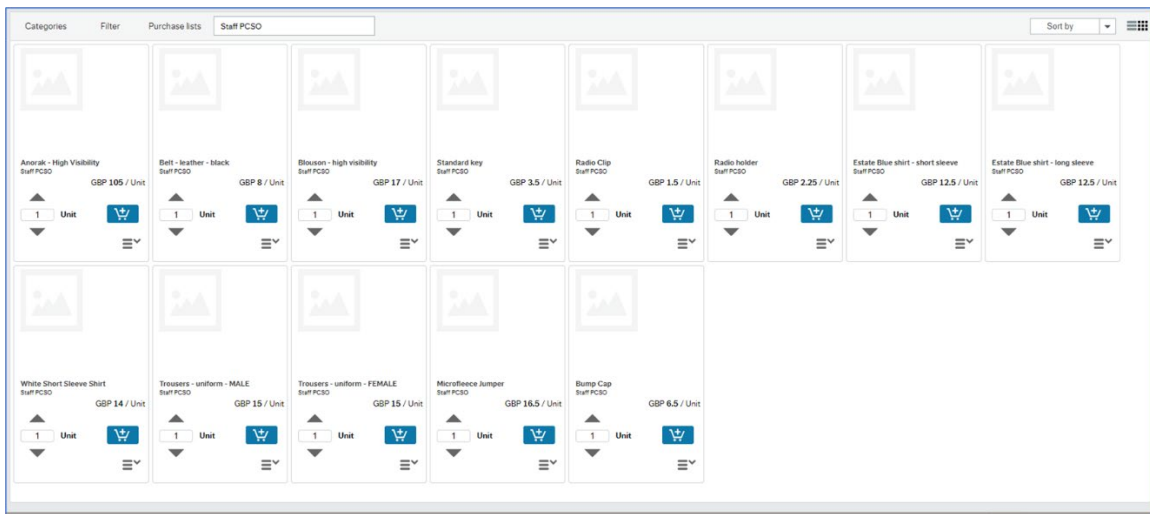 Categories Filter Purchase lists Staff PCSO Sort by
Anorak - High Visibility
Staff PCSO
GBP 105 / Unit
1 Unit
Belt - leather - black
Staff PCSO
GBP 8 / Unit
1 Unit
Blouson - high visibility
Staff PCSO
GBP 17 / Unit
1 Unit
Standard key
Staff PCSO
GBP 3.5 / Unit
1 Unit
Radio Clip
Staff PCSO
GBP 1.5 / Unit
1 Unit
Radio holder
Staff PCSO
GBP 2.25 / Unit
1 Unit
Estate Blue shirt - short sleeve
Staff PCSO
GBP 12.5 / Unit
1 Unit
Estate Blue shirt - long sleeve
Staff PCSO
GBP 12.5 / Unit
1 Unit
White Short Sleeve Shirt
Staff PCSO
GBP 14 / Unit
1 Unit
Trousers - uniform - MALE
Staff PCSO
GBP 15 / Unit
1 Unit
Trousers - uniform - FEMALE
Staff PCSO
GBP 15 / Unit
1 Unit
Microfleece Jumper
Staff PCSO
GBP 16.5 / Unit
1 Unit
Bump Cap
Staff PCSO
GBP 6.5 / Unit
1 Unit